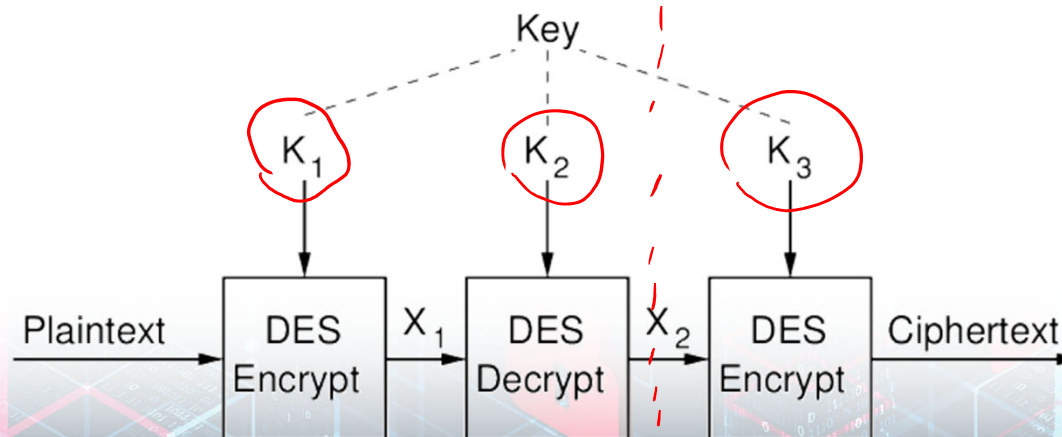 Key
K₁ K₂ K₃
Plaintext DES Encrypt X₁ DES Decrypt X₂ DES Encrypt Ciphertext